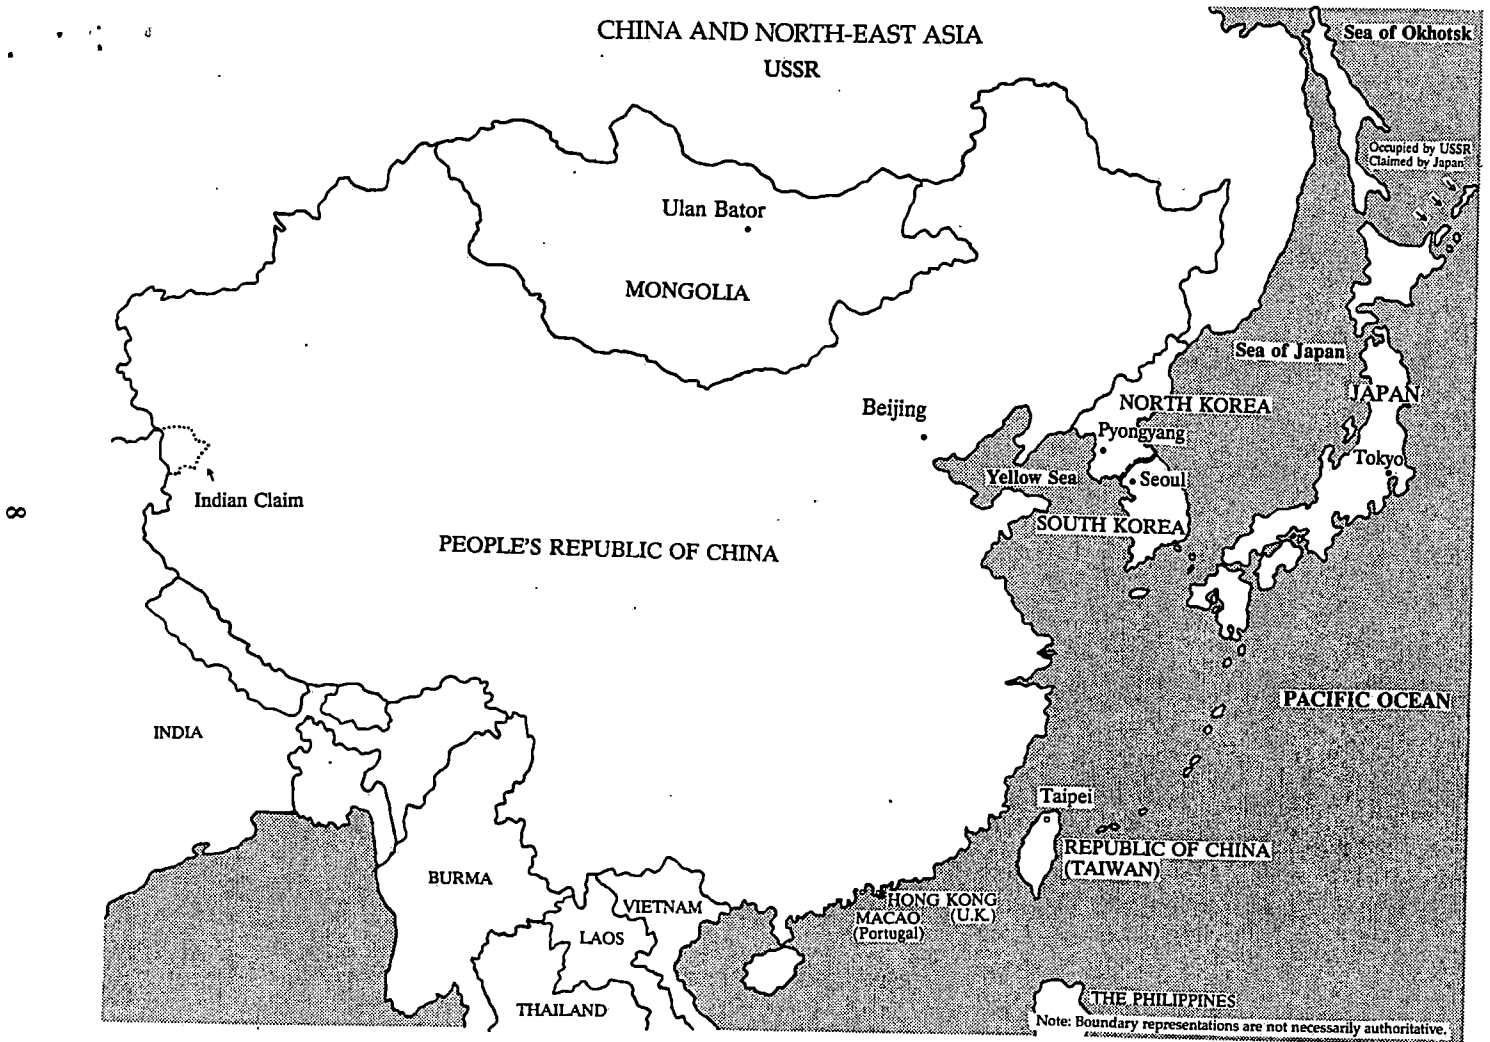 CHINA AND NORTH-EAST ASIA
USSR
Sea of Okhotsk
Occupied by USSR
Claimed by Japan
Ulan Bator
MONGOLIA
Sea of Japan
JAPAN
Beijing
NORTH KOREA
Pyongyang
Tokyo
Yellow Sea
Seoul
Indian Claim
8
SOUTH KOREA
PEOPLE'S REPUBLIC OF CHINA
PACIFIC OCEAN
INDIA
Taipei
REPUBLIC OF CHINA
(TAIWAN)
BURMA
HONG KONG
(U.K.)
VIETNAM
MACAO
(Portugal)
LAOS
THAILAND
THE PHILIPPINES
Note: Boundary representations are not necessarily authoritative.